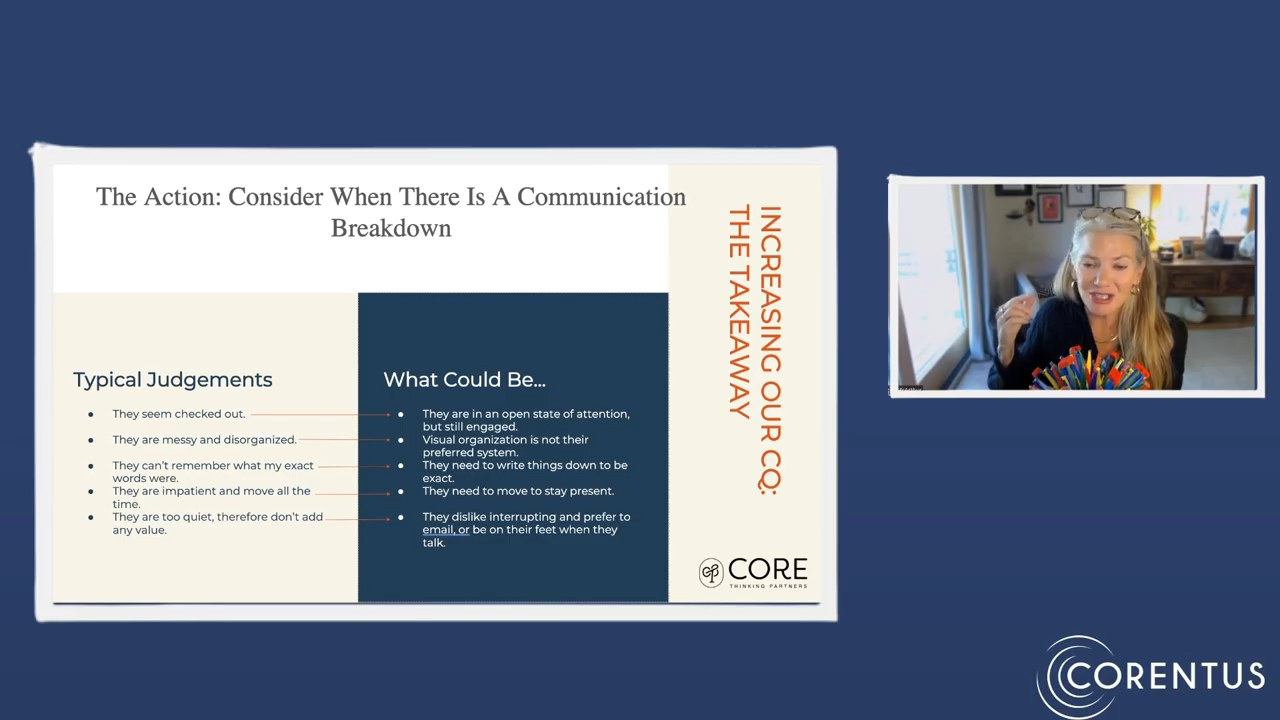 The Action: Consider When There Is A Communication
Breakdown
INCREASING OUR CQ:
THE TAKEAWAY
Typical Judgements
● They seem checked out.
● They are messy and disorganized.
● They can't remember what my exact
words were.
● They are impatient and move all the
time.
● They are too quiet, therefore don't add
any value.
What Could Be...
● They are in an open state of attention,
but still engaged.
● Visual organization is not their
preferred system.
● They need to write things down to be
exact.
● They need to move to stay present.
● They dislike interrupting and prefer to
email, or be on their feet when they
talk.
CORE
THINKING PARTNERS
CORENTUS